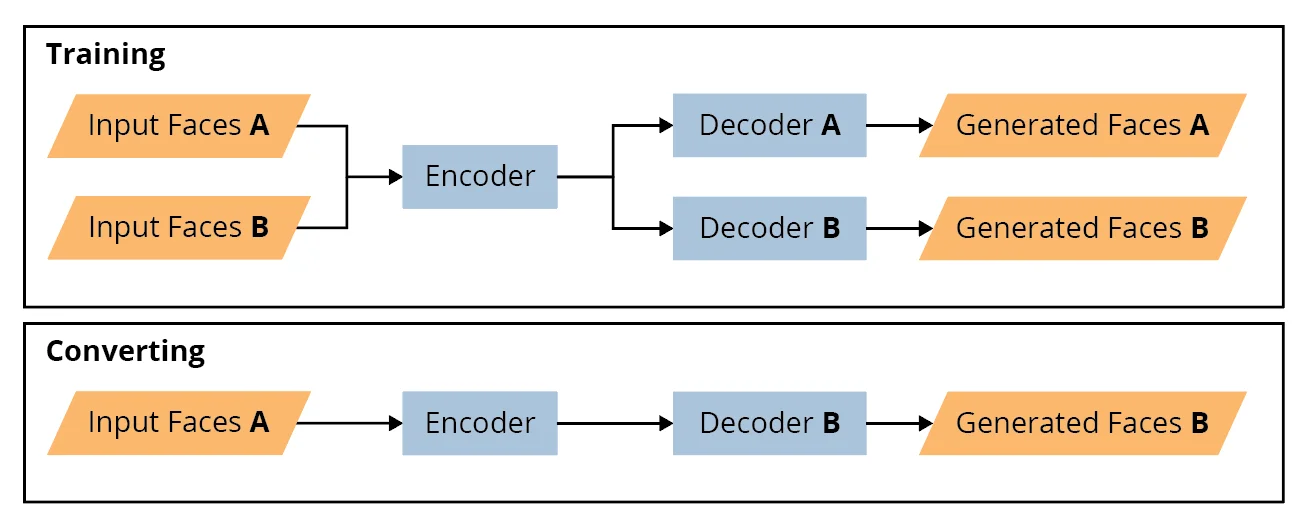 Training
Input Faces A
Decoder A
Generated Faces A
Encoder
Input Faces B
Decoder B
Generated Faces B
Converting
Input Faces A
Encoder
Decoder B
Generated Faces B